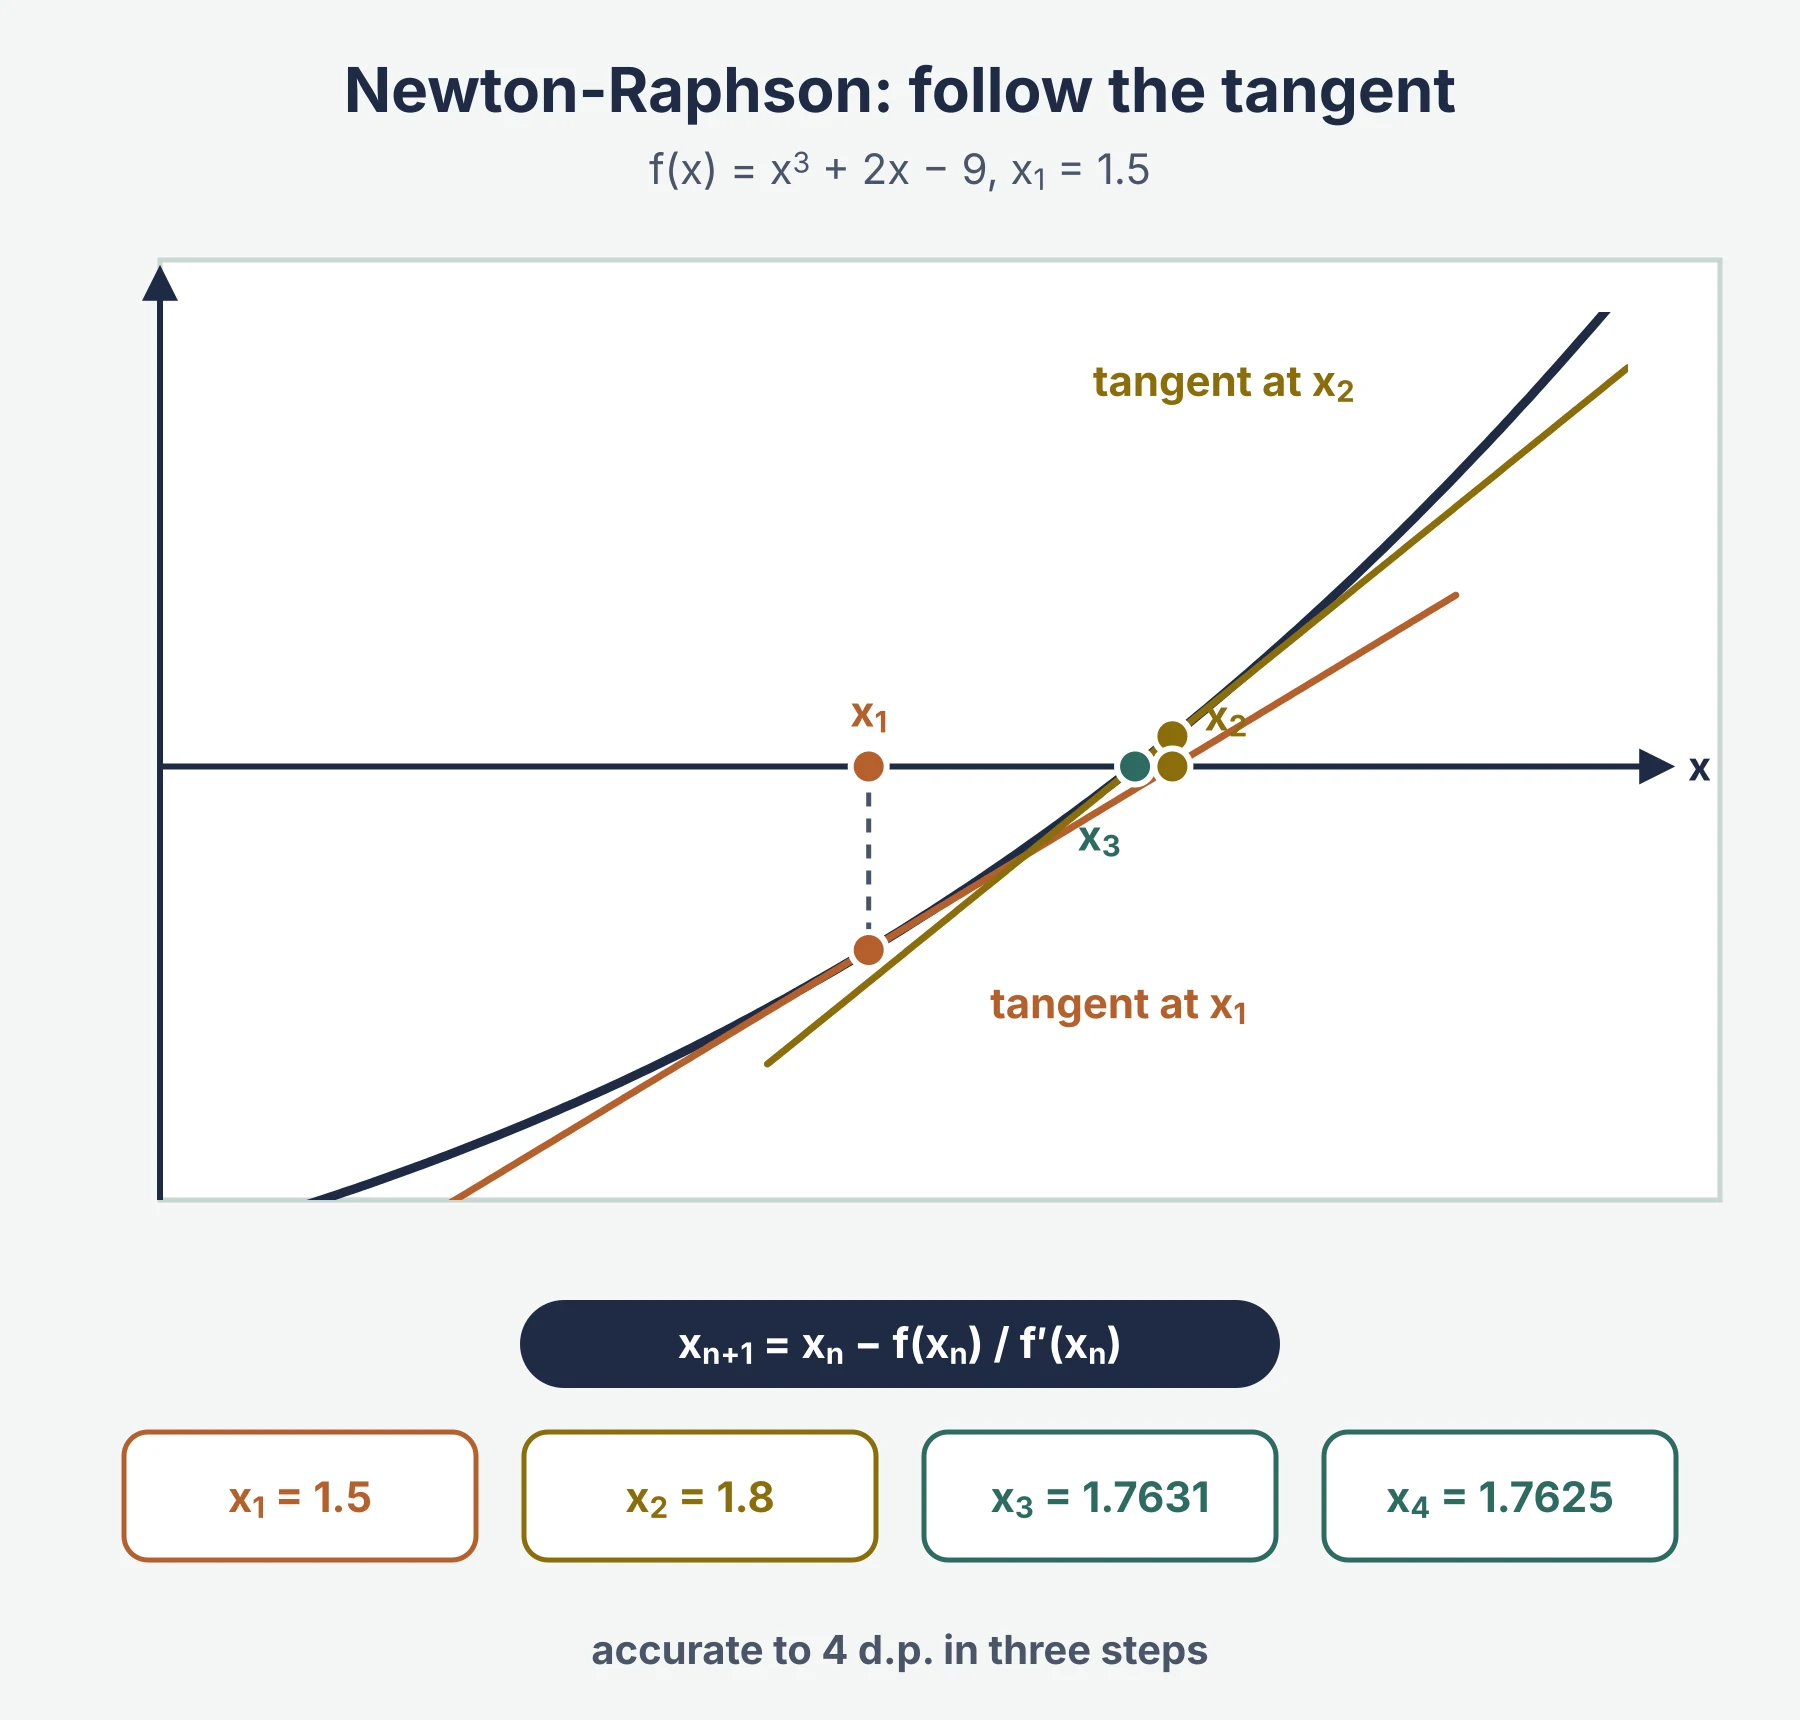 Newton-Raphson: follow the tangent
f(x) = x³ + 2x − 9, x₁ = 1.5
tangent at x₂
x₁
x₂
x
x₃
tangent at x₁
xₙ₊₁ = xₙ − f(xₙ) / f′(xₙ)
x₁ = 1.5
x₂ = 1.8
x₃ = 1.7631
x₄ = 1.7625
accurate to 4 d.p. in three steps